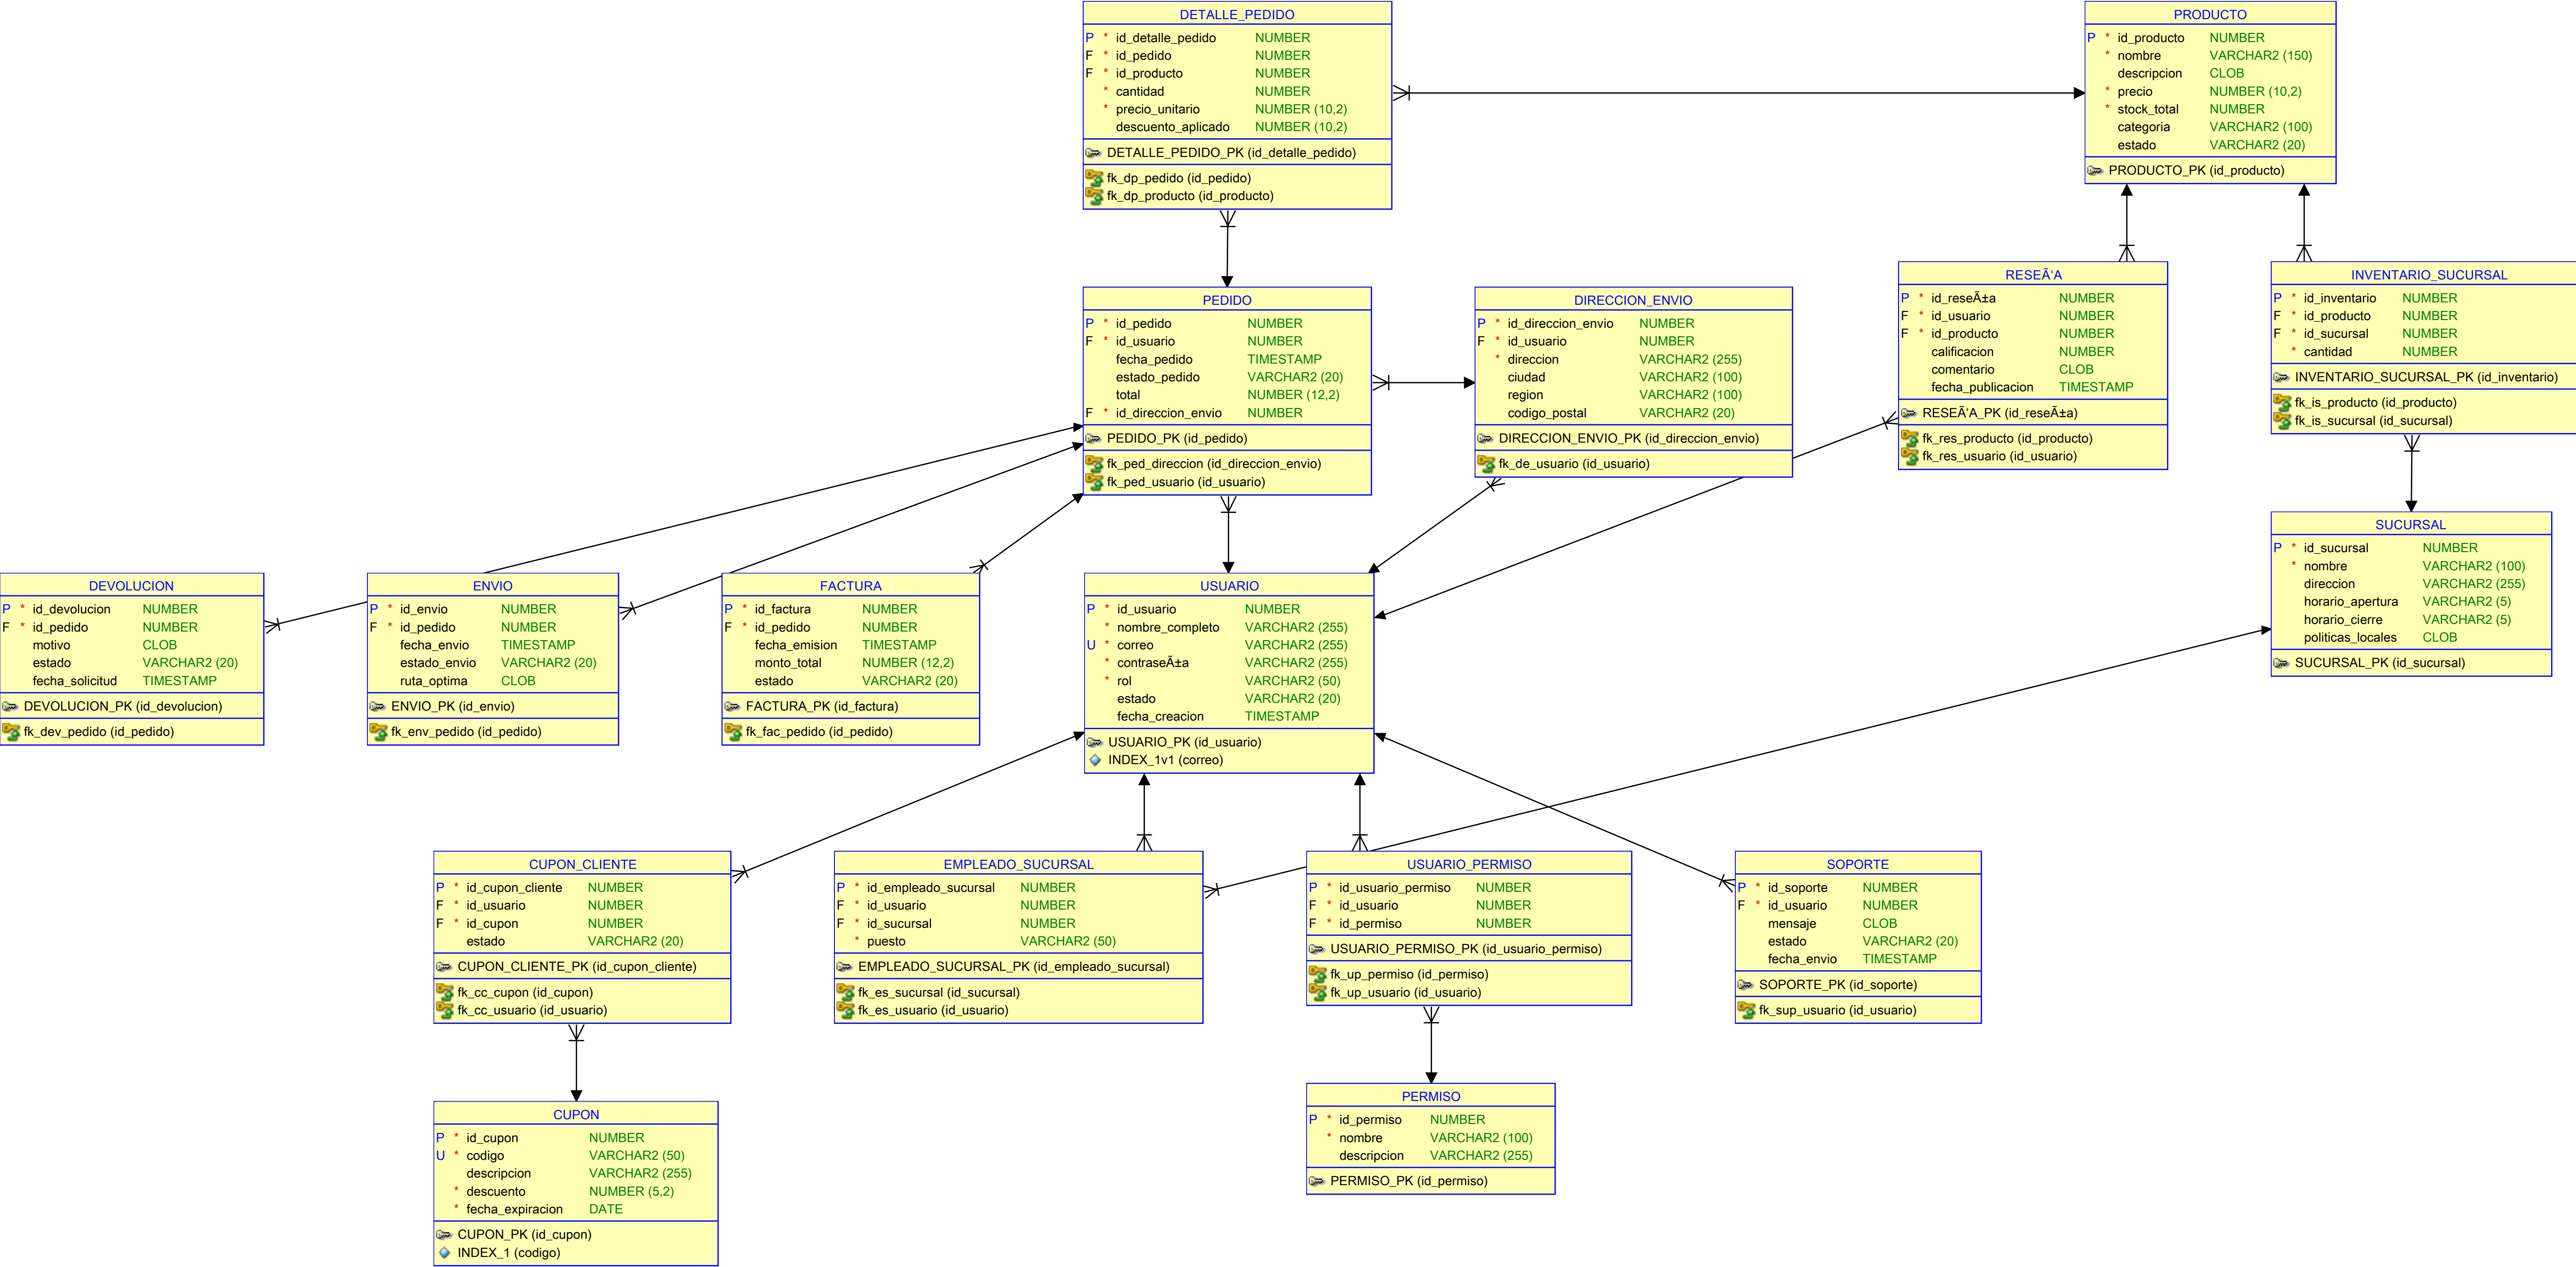 DETALLE_PEDIDO
P * id_detalle_pedido NUMBER
F * id_pedido NUMBER
F * id_producto NUMBER
* cantidad NUMBER
* precio_unitario NUMBER (10,2)
descuento_aplicado NUMBER (10,2)
DETALLE_PEDIDO_PK (id_detalle_pedido)
fk_dp_pedido (id_pedido)
fk_dp_producto (id_producto)
PRODUCTO
P * id_producto NUMBER
* nombre VARCHAR2 (150)
descripcion CLOB
* precio NUMBER (10,2)
* stock_total NUMBER
categoria VARCHAR2 (100)
estado VARCHAR2 (20)
PRODUCTO_PK (id_producto)
PEDIDO
P * id_pedido NUMBER
F * id_usuario NUMBER
fecha_pedido TIMESTAMP
estado_pedido VARCHAR2 (20)
total NUMBER (12,2)
F * id_direccion_envio NUMBER
PEDIDO_PK (id_pedido)
fk_ped_direccion (id_direccion_envio)
fk_ped_usuario (id_usuario)
DIRECCION_ENVIO
P * id_direccion_envio NUMBER
F * id_usuario NUMBER
* direccion VARCHAR2 (255)
ciudad VARCHAR2 (100)
region VARCHAR2 (100)
codigo_postal VARCHAR2 (20)
DIRECCION_ENVIO_PK (id_direccion_envio)
fk_de_usuario (id_usuario)
RESEÃ‘A
P * id_reseÃ±a NUMBER
F * id_usuario NUMBER
F * id_producto NUMBER
calificacion NUMBER
comentario CLOB
fecha_publicacion TIMESTAMP
RESEÃ‘A_PK (id_reseÃ±a)
fk_res_producto (id_producto)
fk_res_usuario (id_usuario)
INVENTARIO_SUCURSAL
P * id_inventario NUMBER
F * id_producto NUMBER
F * id_sucursal NUMBER
* cantidad NUMBER
INVENTARIO_SUCURSAL_PK (id_inventario)
fk_is_producto (id_producto)
fk_is_sucursal (id_sucursal)
DEVOLUCION
P * id_devolucion NUMBER
F * id_pedido NUMBER
motivo CLOB
estado VARCHAR2 (20)
fecha_solicitud TIMESTAMP
DEVOLUCION_PK (id_devolucion)
fk_dev_pedido (id_pedido)
ENVIO
P * id_envio NUMBER
F * id_pedido NUMBER
fecha_envio TIMESTAMP
estado_envio VARCHAR2 (20)
ruta_optima CLOB
ENVIO_PK (id_envio)
fk_env_pedido (id_pedido)
FACTURA
P * id_factura NUMBER
F * id_pedido NUMBER
fecha_emision TIMESTAMP
monto_total NUMBER (12,2)
estado VARCHAR2 (20)
FACTURA_PK (id_factura)
fk_fac_pedido (id_pedido)
USUARIO
P * id_usuario NUMBER
* nombre_completo VARCHAR2 (255)
U * correo VARCHAR2 (255)
* contraseÃ±a VARCHAR2 (255)
* rol VARCHAR2 (50)
estado VARCHAR2 (20)
fecha_creacion TIMESTAMP
USUARIO_PK (id_usuario)
INDEX_1v1 (correo)
SUCURSAL
P * id_sucursal NUMBER
* nombre VARCHAR2 (100)
direccion VARCHAR2 (255)
horario_apertura VARCHAR2 (5)
horario_cierre VARCHAR2 (5)
politicas_locales CLOB
SUCURSAL_PK (id_sucursal)
CUPON_CLIENTE
P * id_cupon_cliente NUMBER
F * id_usuario NUMBER
F * id_cupon NUMBER
estado VARCHAR2 (20)
CUPON_CLIENTE_PK (id_cupon_cliente)
fk_cc_cupon (id_cupon)
fk_cc_usuario (id_usuario)
EMPLEADO_SUCURSAL
P * id_empleado_sucursal NUMBER
F * id_usuario NUMBER
F * id_sucursal NUMBER
* puesto VARCHAR2 (50)
EMPLEADO_SUCURSAL_PK (id_empleado_sucursal)
fk_es_sucursal (id_sucursal)
fk_es_usuario (id_usuario)
USUARIO_PERMISO
P * id_usuario_permiso NUMBER
F * id_usuario NUMBER
F * id_permiso NUMBER
USUARIO_PERMISO_PK (id_usuario_permiso)
fk_up_permiso (id_permiso)
fk_up_usuario (id_usuario)
SOPORTE
P * id_soporte NUMBER
F * id_usuario NUMBER
mensaje CLOB
estado VARCHAR2 (20)
fecha_envio TIMESTAMP
SOPORTE_PK (id_soporte)
fk_sup_usuario (id_usuario)
CUPON
P * id_cupon NUMBER
U * codigo VARCHAR2 (50)
descripcion VARCHAR2 (255)
* descuento NUMBER (5,2)
* fecha_expiracion DATE
CUPON_PK (id_cupon)
INDEX_1 (codigo)
PERMISO
P * id_permiso NUMBER
* nombre VARCHAR2 (100)
descripcion VARCHAR2 (255)
PERMISO_PK (id_permiso)